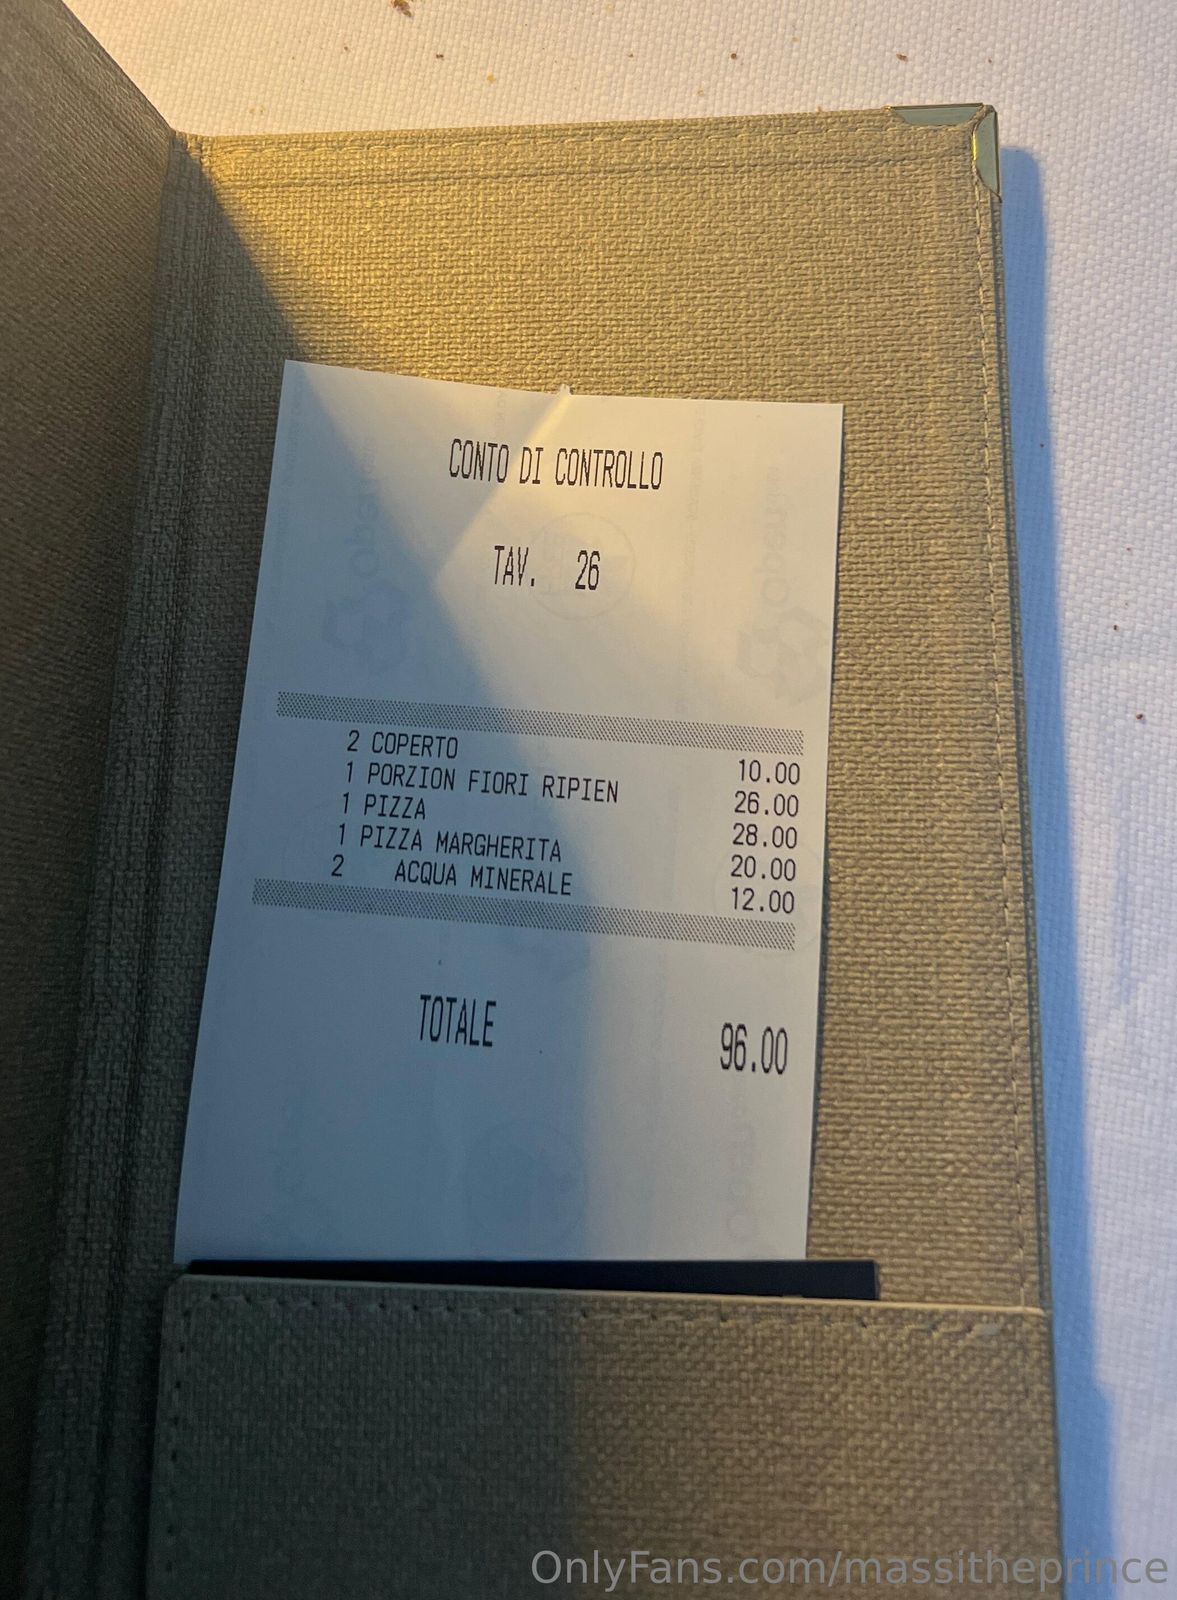 CONTO DI CONTROLLO
TAV. 26
2 COPERTO 10.00
1 PORZION FIORI RIPIEN 26.00
1 PIZZA 28.00
1 PIZZA MARGHERITA 20.00
2 ACQUA MINERALE 12.00
TOTALE 96.00
OnlyFans.com/massitheprince